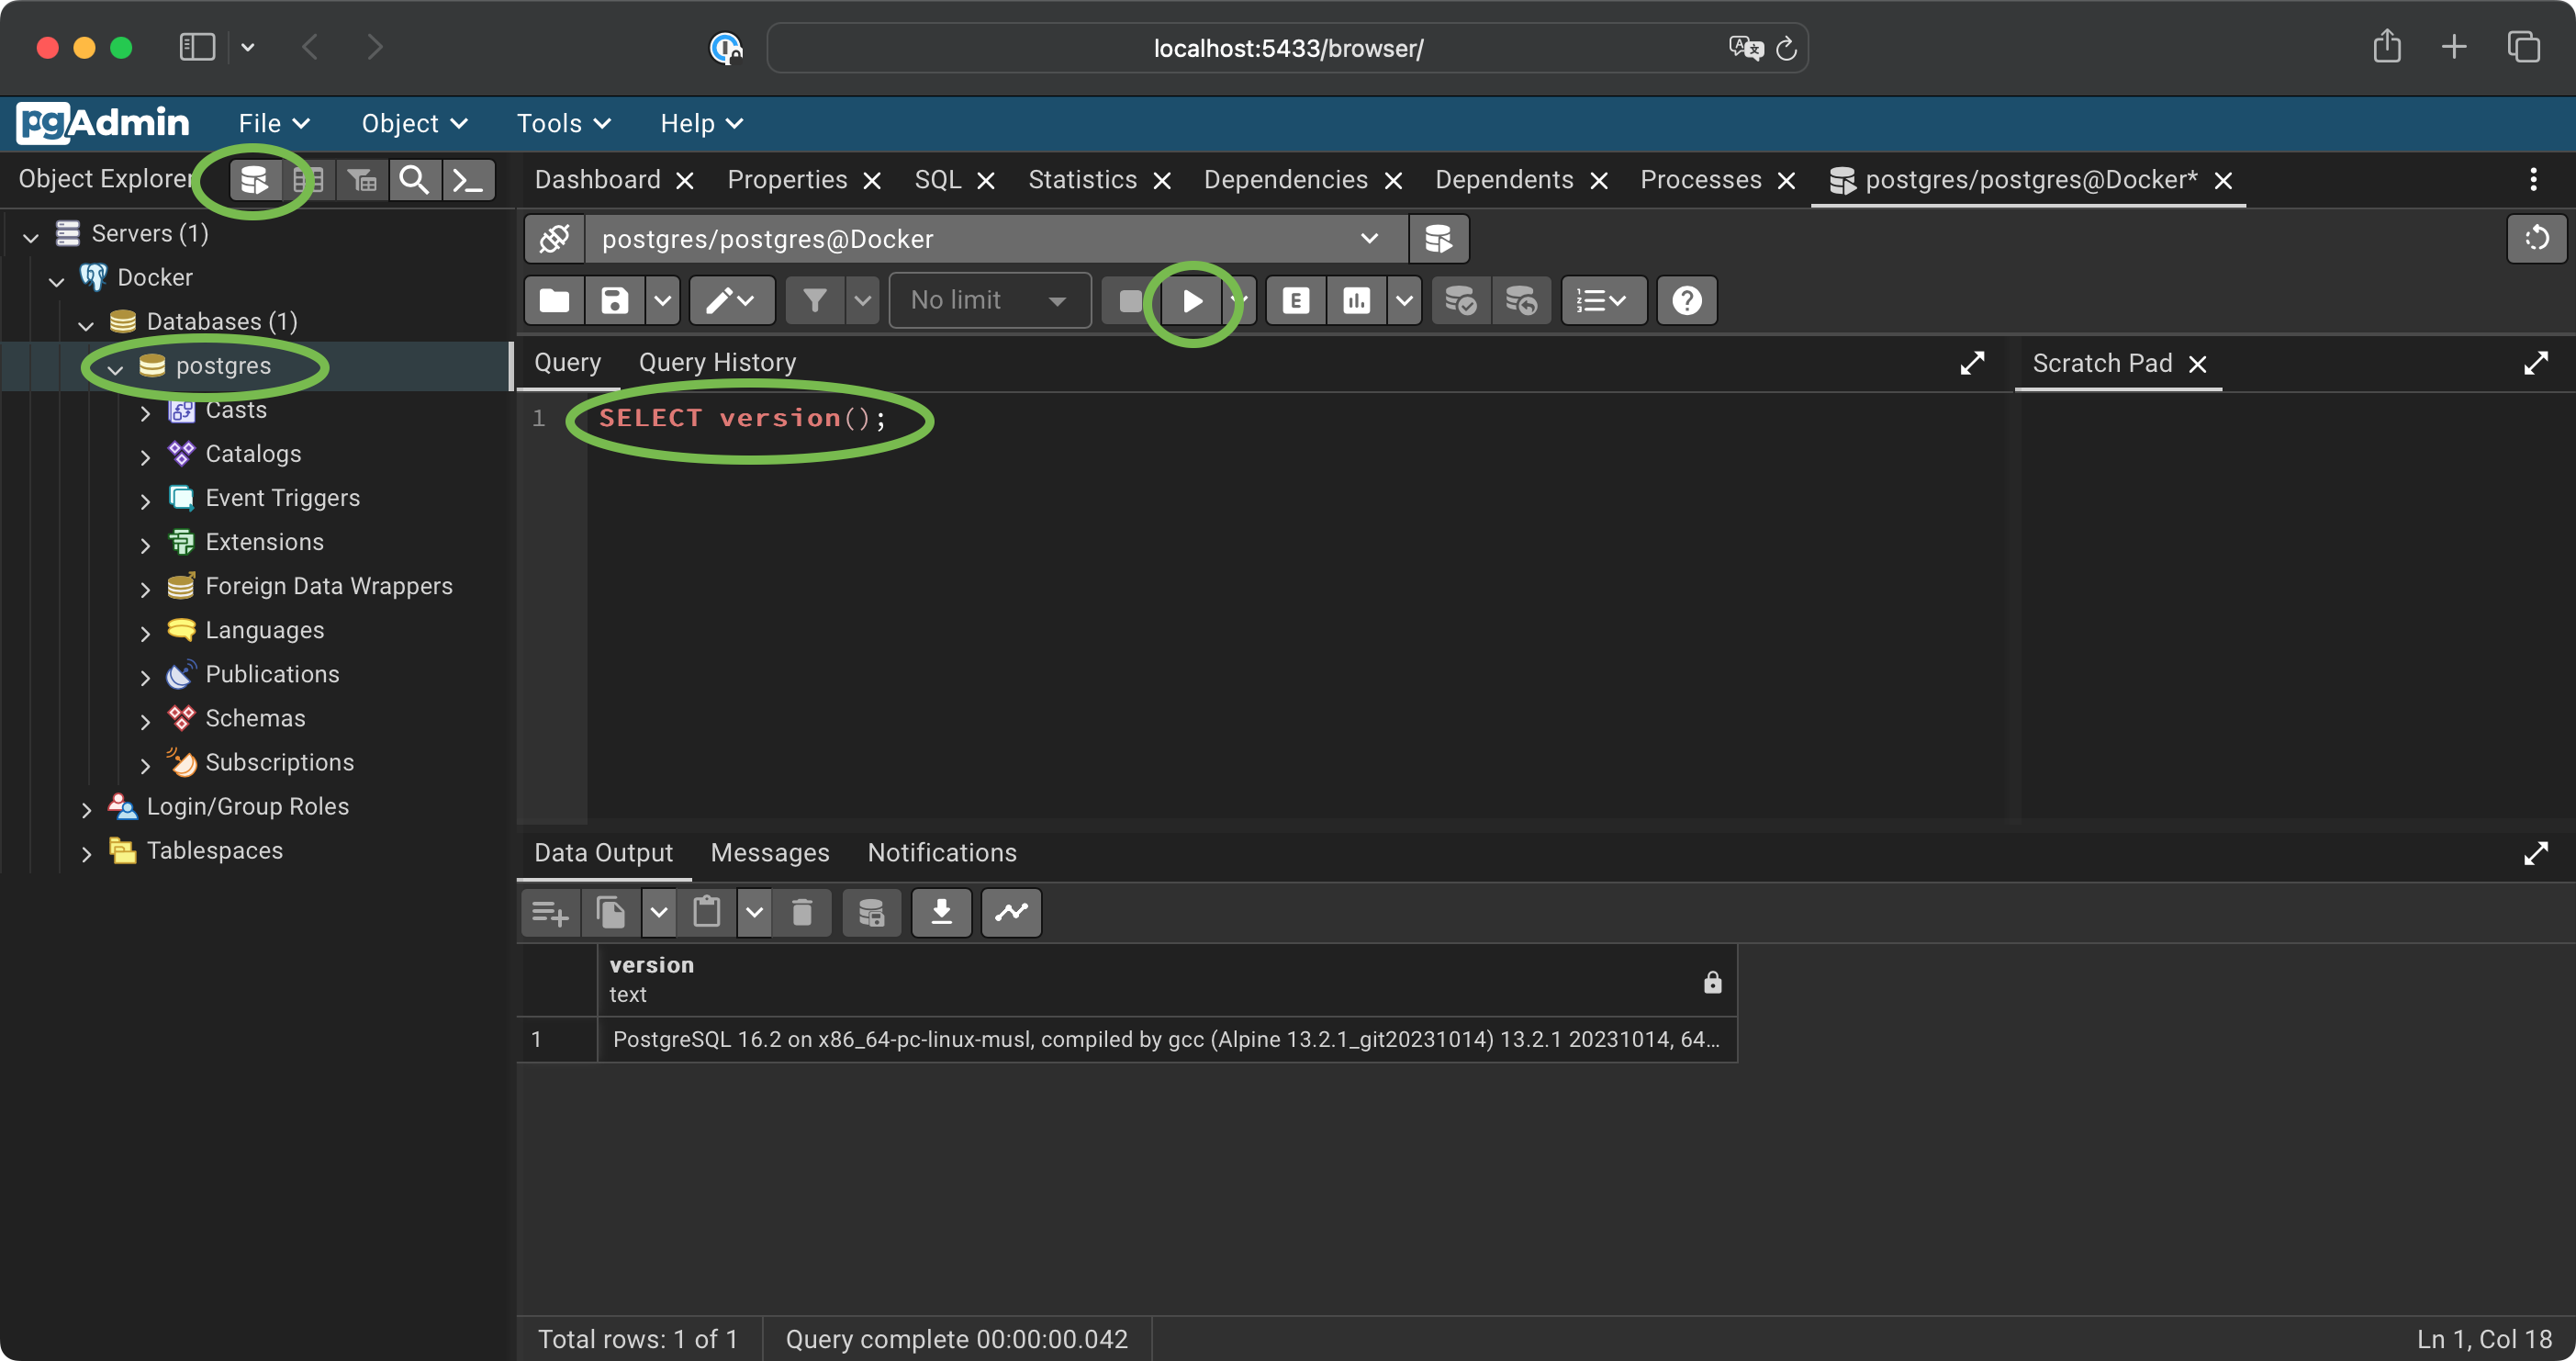 localhost:5433/browser/
pgAdmin File Object Tools Help
Object Explorer
Dashboard Properties SQL Statistics Dependencies Dependents Processes postgres/postgres@Docker*
Servers (1)
Docker
Databases (1)
postgres
Casts
Catalogs
Event Triggers
Extensions
Foreign Data Wrappers
Languages
Publications
Schemas
Subscriptions
Login/Group Roles
Tablespaces
postgres/postgres@Docker
No limit
E
Query Query History
Scratch Pad
1 SELECT version();
Data Output Messages Notifications
version
text
1 PostgreSQL 16.2 on x86_64-pc-linux-musl, compiled by gcc (Alpine 13.2.1_git20231014) 13.2.1 20231014, 64...
Total rows: 1 of 1 Query complete 00:00:00.042 Ln 1, Col 18